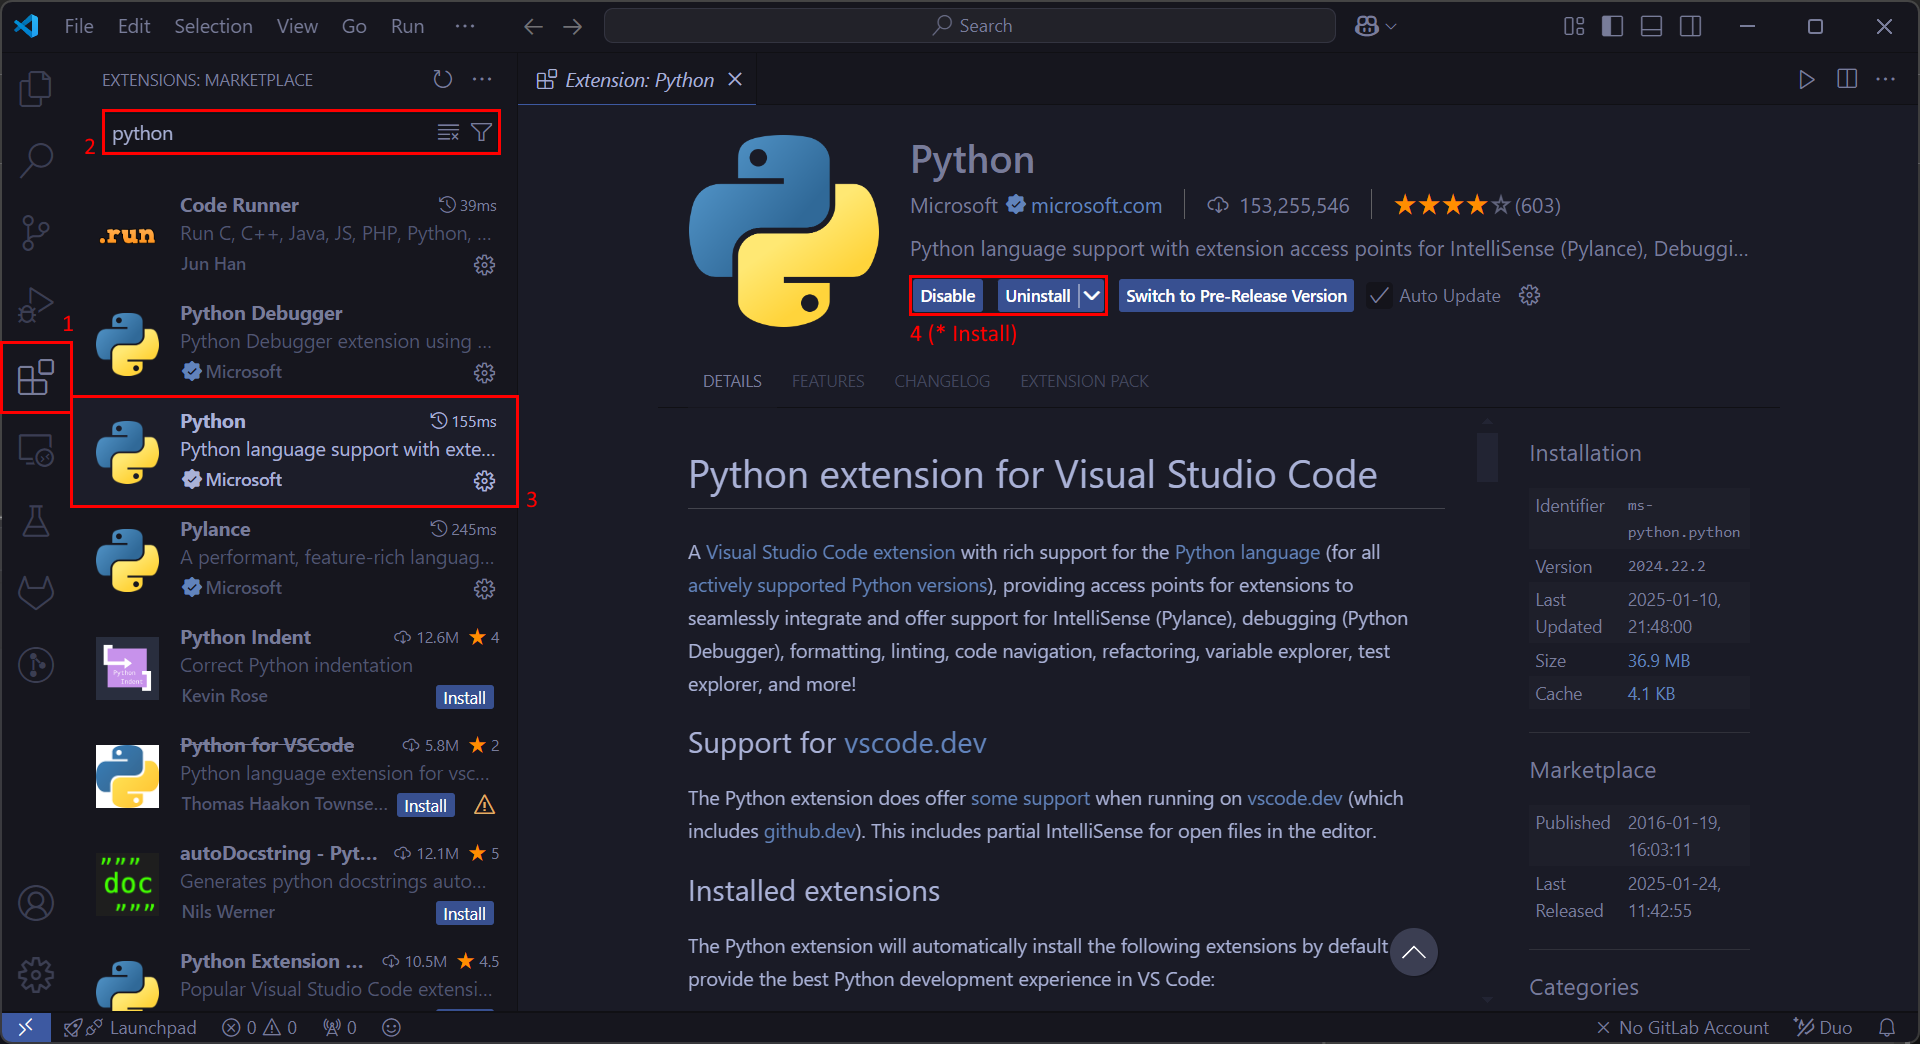 File Edit Selection View Go Run ...
Search
EXTENSIONS: MARKETPLACE
...
2
python
Code Runner 39ms
.run
Run C, C++, Java, JS, PHP, Python, ...
Jun Han
Python Debugger
1
Python Debugger extension using ...
Microsoft
Python 155ms
Python language support with exte...
Microsoft
3
Pylance 245ms
A performant, feature-rich languag...
Microsoft
Python Indent 12.6M 4
Python
Indent
Correct Python indentation
Kevin Rose Install
Python for VSCode 5.8M 2
Python language extension for vsc...
Thomas Haakon Townse... Install
autoDocstring - Pyt... 12.1M 5
"""
doc
"""
Generates python docstrings auto...
Nils Werner Install
Python Extension ... 10.5M 4.5
Popular Visual Studio Code extensi...
Extension: Python
...
Python
Microsoft microsoft.com 153,255,546 (603)
Python language support with extension access points for IntelliSense (Pylance), Debuggi...
Disable Uninstall Switch to Pre-Release Version Auto Update
4 (* Install)
DETAILS FEATURES CHANGELOG EXTENSION PACK
Python extension for Visual Studio Code
A Visual Studio Code extension with rich support for the Python language (for all
actively supported Python versions), providing access points for extensions to
seamlessly integrate and offer support for IntelliSense (Pylance), debugging (Python
Debugger), formatting, linting, code navigation, refactoring, variable explorer, test
explorer, and more!
Support for vscode.dev
The Python extension does offer some support when running on vscode.dev (which
includes github.dev). This includes partial IntelliSense for open files in the editor.
Installed extensions
The Python extension will automatically install the following extensions by default
provide the best Python development experience in VS Code:
Installation
Identifier ms-
python.python
Version 2024.22.2
Last 2025-01-10,
Updated 21:48:00
Size 36.9 MB
Cache 4.1 KB
Marketplace
Published 2016-01-19,
16:03:11
Last 2025-01-24,
Released 11:42:55
Categories
Launchpad 0 0 0
No GitLab Account Duo